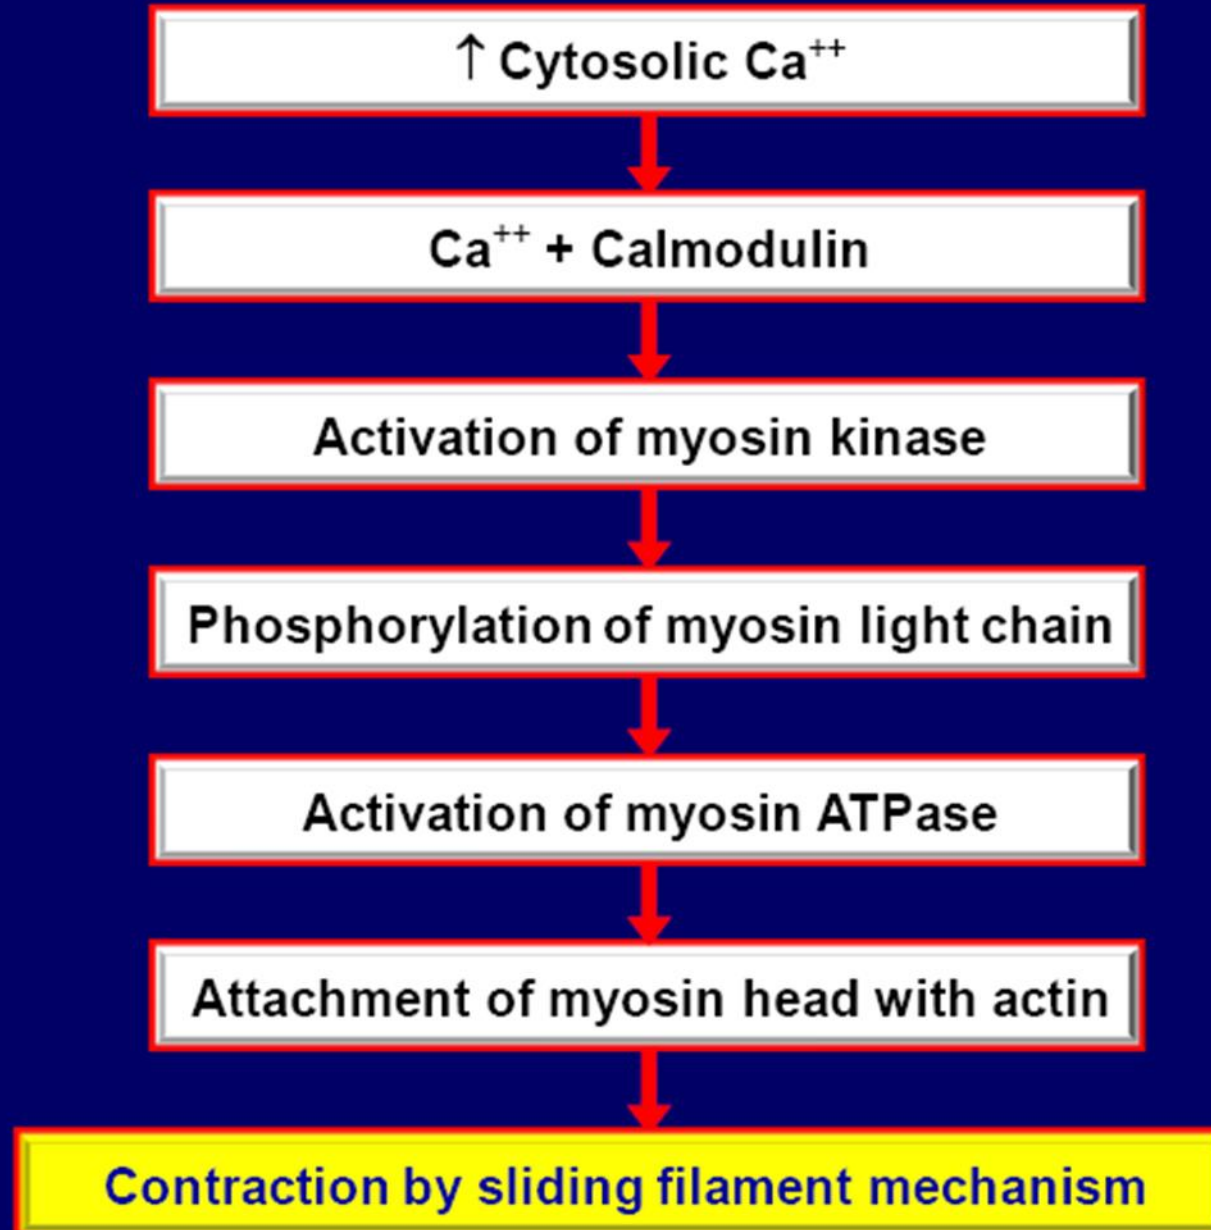 ↑ Cytosolic Ca⁺⁺
Ca⁺⁺ + Calmodulin
Activation of myosin kinase
Phosphorylation of myosin light chain
Activation of myosin ATPase
Attachment of myosin head with actin
Contraction by sliding filament mechanism